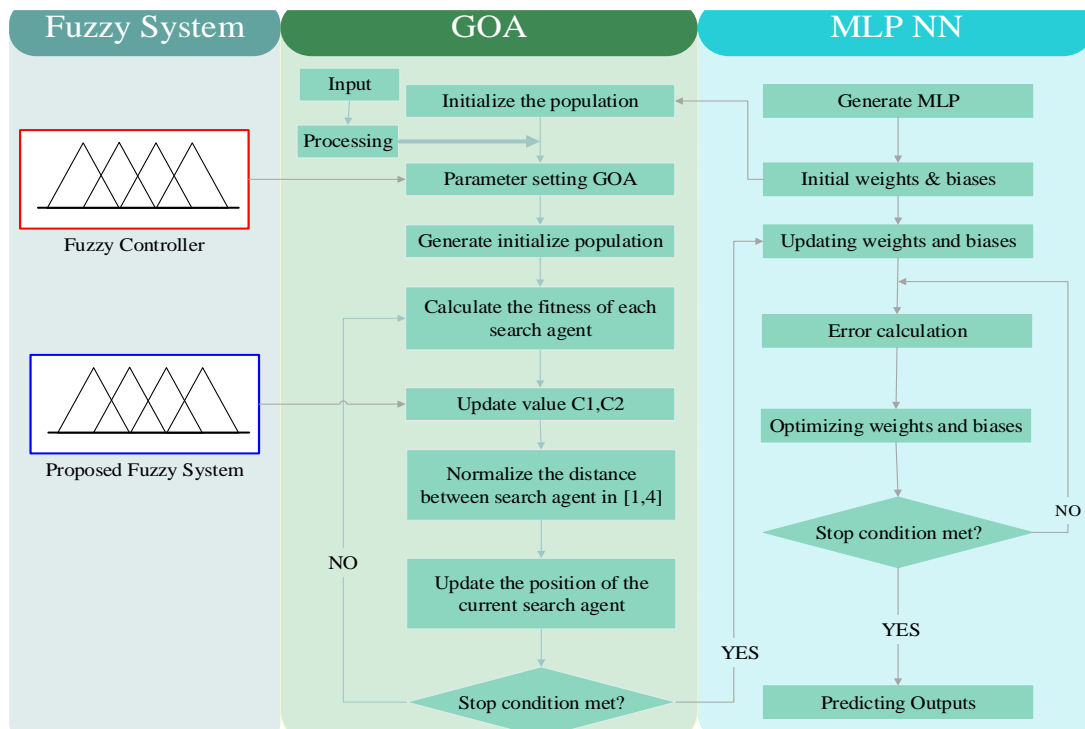 Fuzzy System
GOA
MLP NN
Fuzzy Controller
Proposed Fuzzy System
Input
Processing
Initialize the population
Parameter setting GOA
Generate initialize population
Calculate the fitness of each
search agent
Update value C1,C2
Normalize the distance
between search agent in [1,4]
Update the position of the
current search agent
Stop condition met?
NO
YES
Generate MLP
Initial weights & biases
Updating weights and biases
Error calculation
Optimizing weights and biases
Stop condition met?
NO
YES
Predicting Outputs